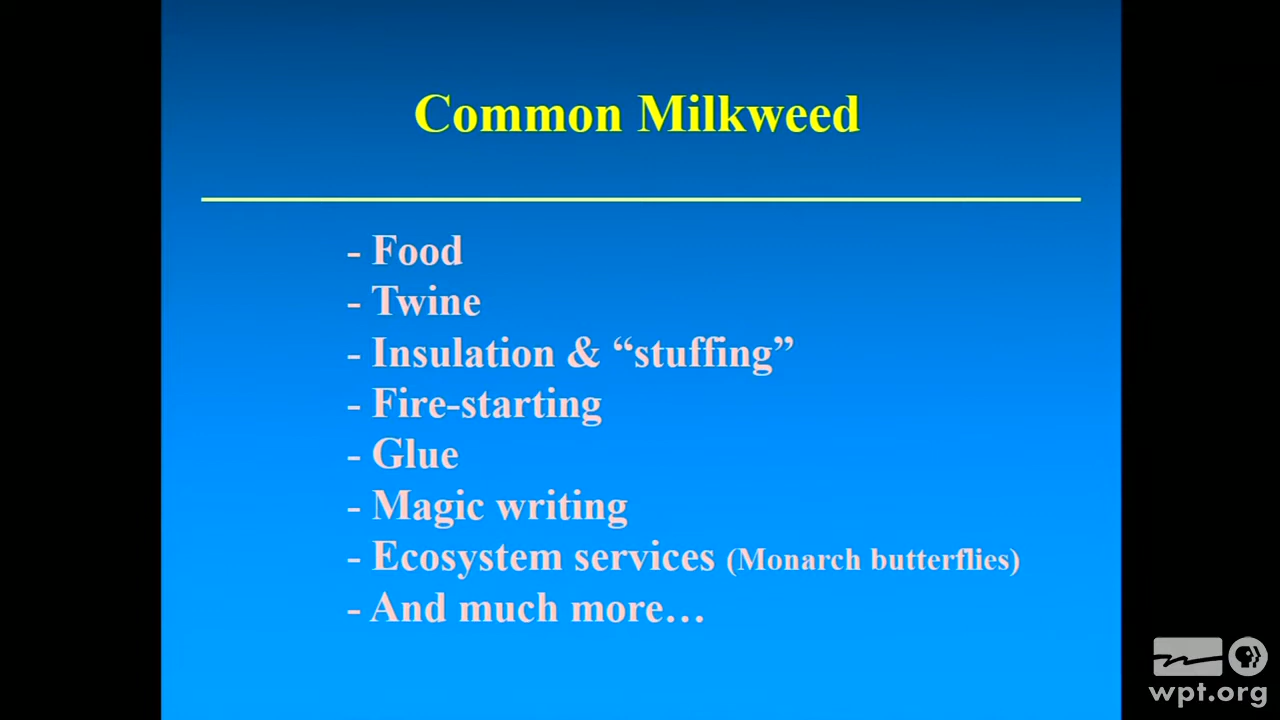 Common Milkweed
- Food
- Twine
- Insulation & “stuffing”
- Fire-starting
- Glue
- Magic writing
- Ecosystem services (Monarch butterflies)
- And much more…
wpt.org